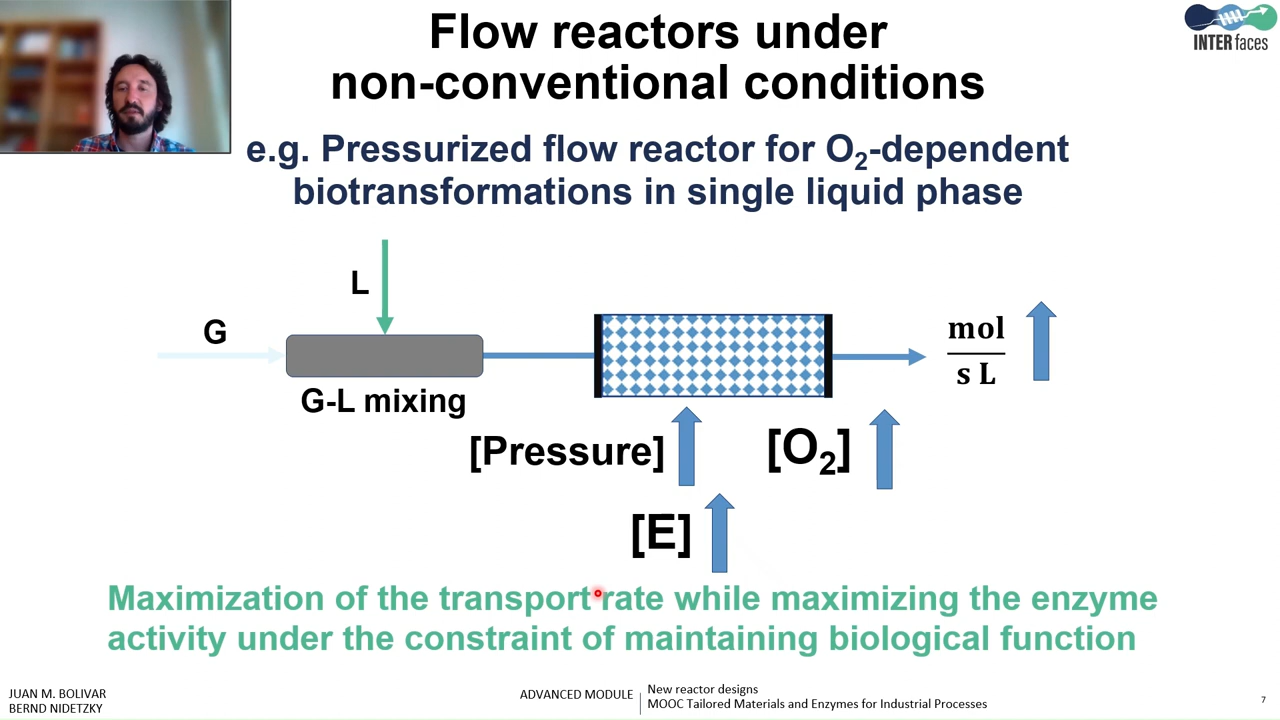 Flow reactors under
non-conventional conditions
INTERfaces
e.g. Pressurized flow reactor for O₂-dependent
biotransformations in single liquid phase
L
G
G-L mixing
mol
s L
[Pressure]
[O₂]
[E]
Maximization of the transport rate while maximizing the enzyme
activity under the constraint of maintaining biological function
JUAN M. BOLIVAR
BERND NIDETZKY
ADVANCED MODULE
New reactor designs
MOOC Tailored Materials and Enzymes for Industrial Processes
7